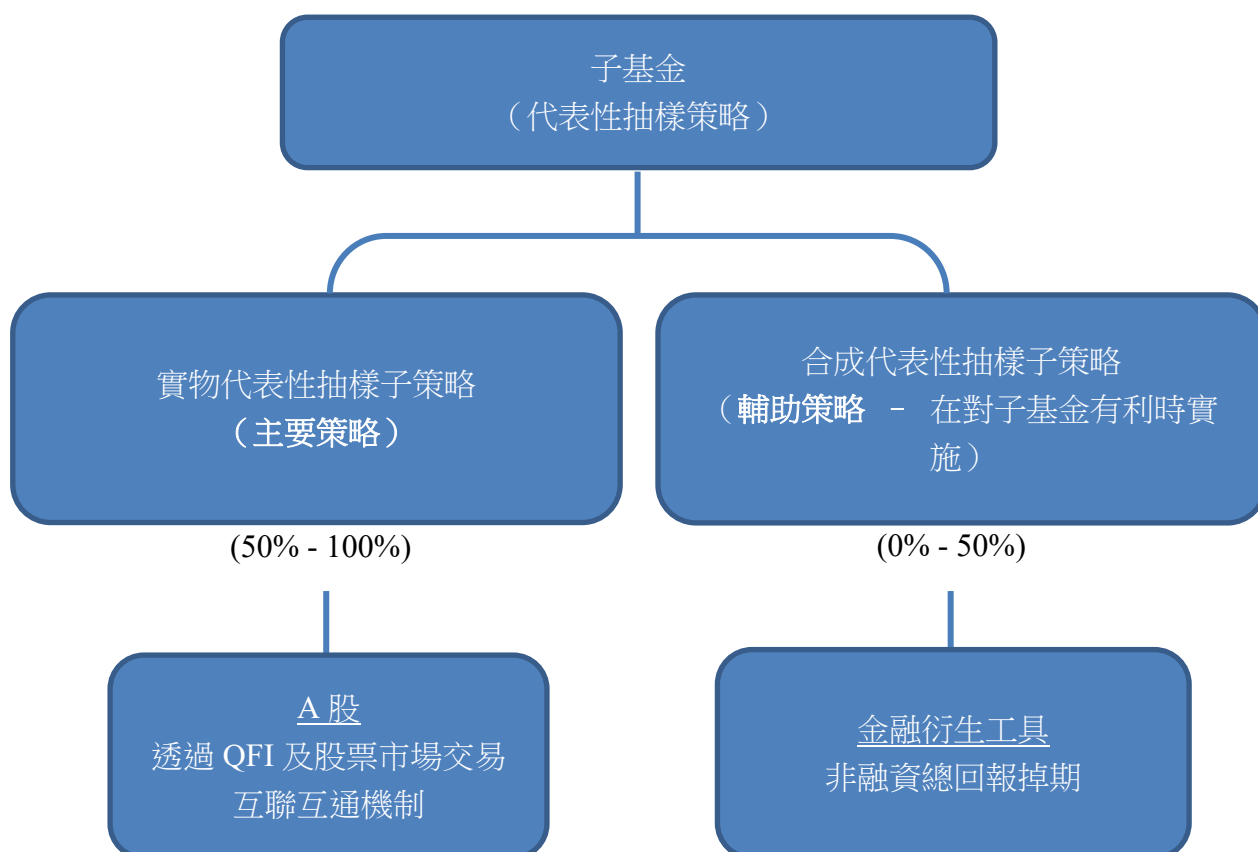 子基金
（代表性抽樣策略）
實物代表性抽樣子策略
（主要策略）
(50% - 100%)
合成代表性抽樣子策略
（輔助策略 - 在對子基金有利時實
施）
(0% - 50%)
A 股
透過 QFI 及股票市場交易
互聯互通機制
金融衍生工具
非融資總回報掉期